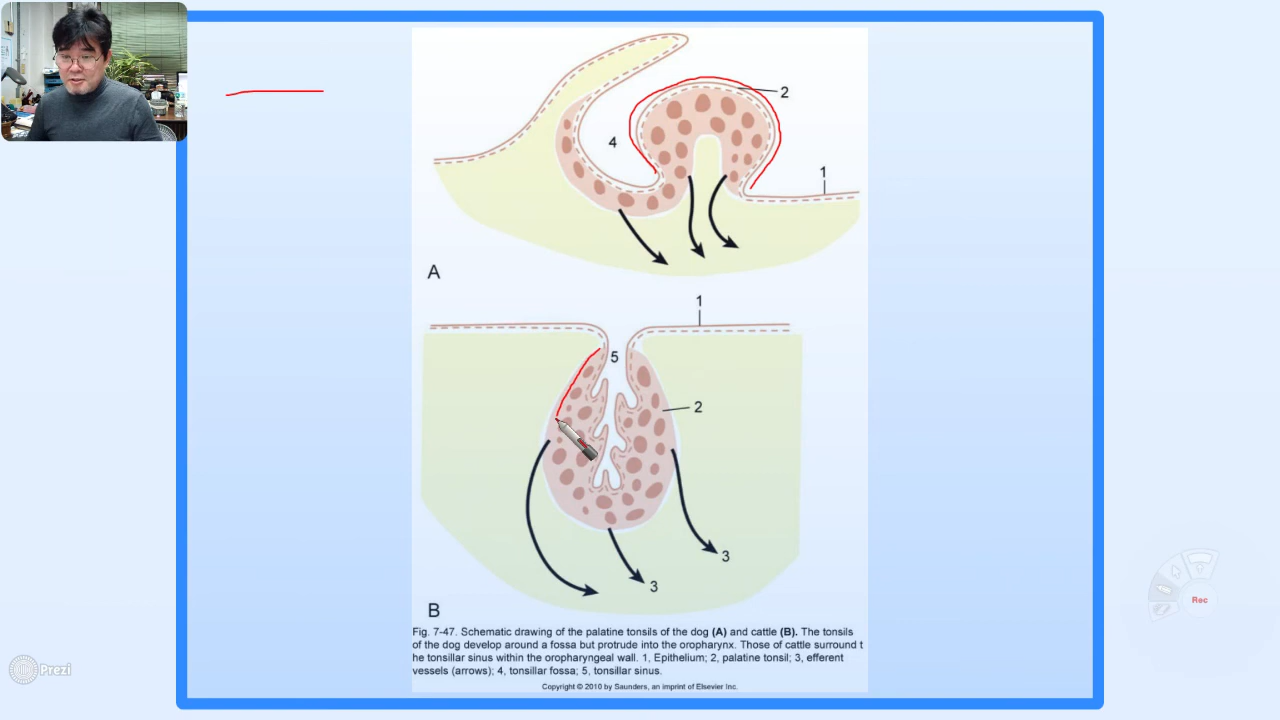 2
4
1
A
1
5
2
3
3
B
Fig. 7-47. Schematic drawing of the palatine tonsils of the dog (A) and cattle (B). The tonsils
of the dog develop around a fossa but protrude into the oropharynx. Those of cattle surround t
he tonsillar sinus within the oropharyngeal wall. 1, Epithelium; 2, palatine tonsil; 3, efferent
vessels (arrows); 4, tonsillar fossa; 5, tonsillar sinus.
Copyright © 2010 by Saunders, an imprint of Elsevier Inc.
Rec
Prezi